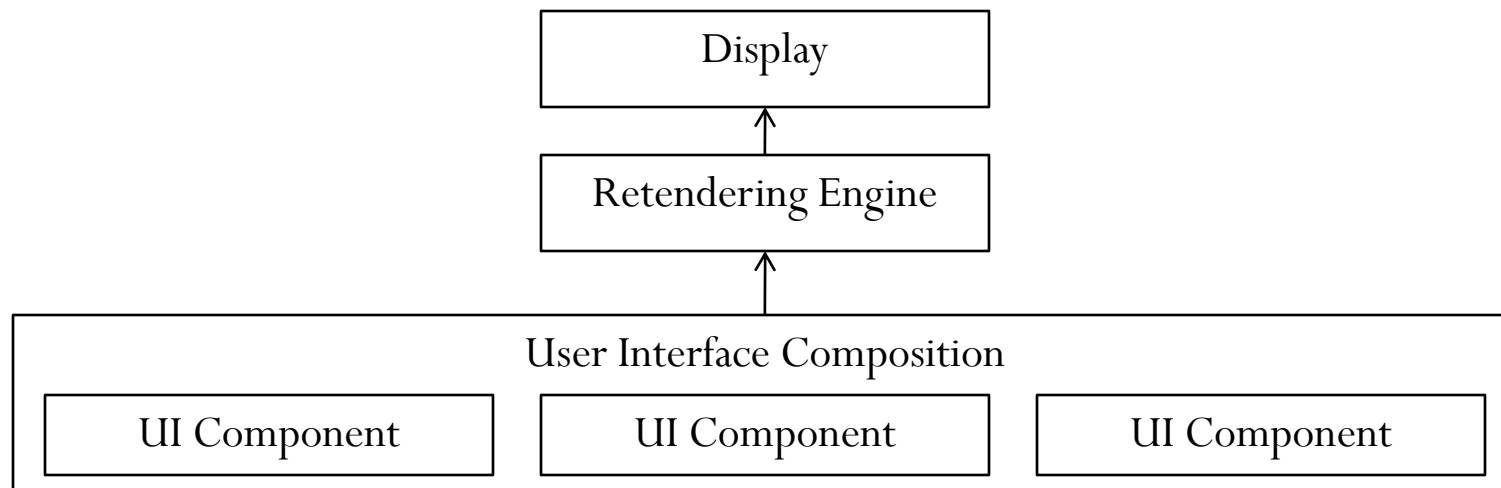 Display
Retendering Engine
User Interface Composition
UI Component
UI Component
UI Component